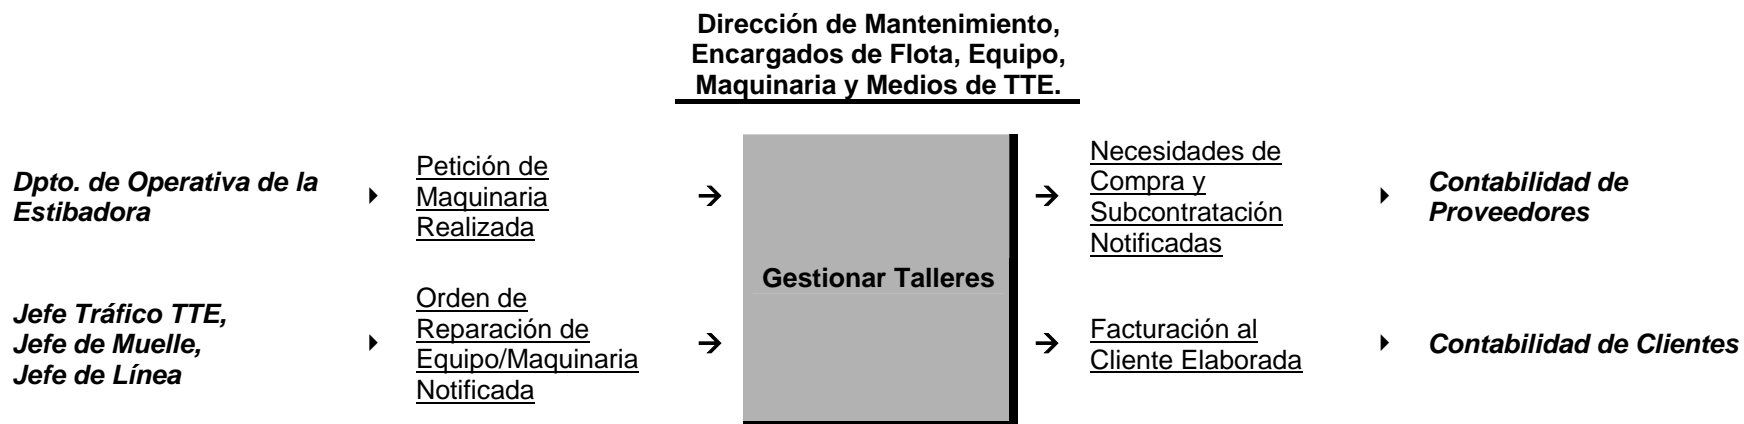 Dirección de Mantenimiento,
Encargados de Flota, Equipo,
Maquinaria y Medios de TTE.
Dpto. de Operativa de la
Estibadora
Petición de
Maquinaria
Realizada
Necesidades de
Compra y
Subcontratación
Notificadas
Contabilidad de
Proveedores
Gestionar Talleres
Jefe Tráfico TTE,
Jefe de Muelle,
Jefe de Línea
Orden de
Reparación de
Equipo/Maquinaria
Notificada
Facturación al
Cliente Elaborada
Contabilidad de Clientes